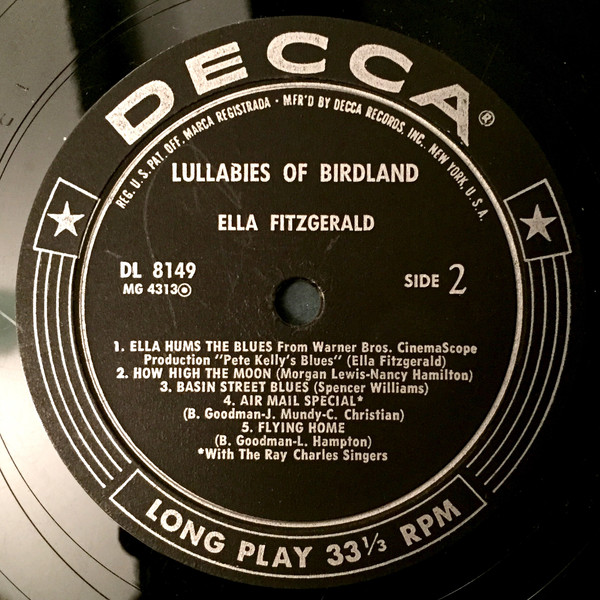 DECCA®
REG. U. S. PAT. OFF. MARCA REGISTRADA • MFR'D BY DECCA RECORDS, INC., NEW YORK, U. S. A.
LULLABIES OF BIRDLAND
ELLA FITZGERALD
DL 8149
MG 4313
SIDE 2
1. ELLA HUMS THE BLUES From Warner Bros. CinemaScope
Production "Pete Kelly's Blues" (Ella Fitzgerald)
2. HOW HIGH THE MOON (Morgan Lewis-Nancy Hamilton)
3. BASIN STREET BLUES (Spencer Williams)
4. AIR MAIL SPECIAL*
(B. Goodman-J. Mundy-C. Christian)
5. FLYING HOME
(B. Goodman-L. Hampton)
*With The Ray Charles Singers
LONG PLAY 33⅓ RPM